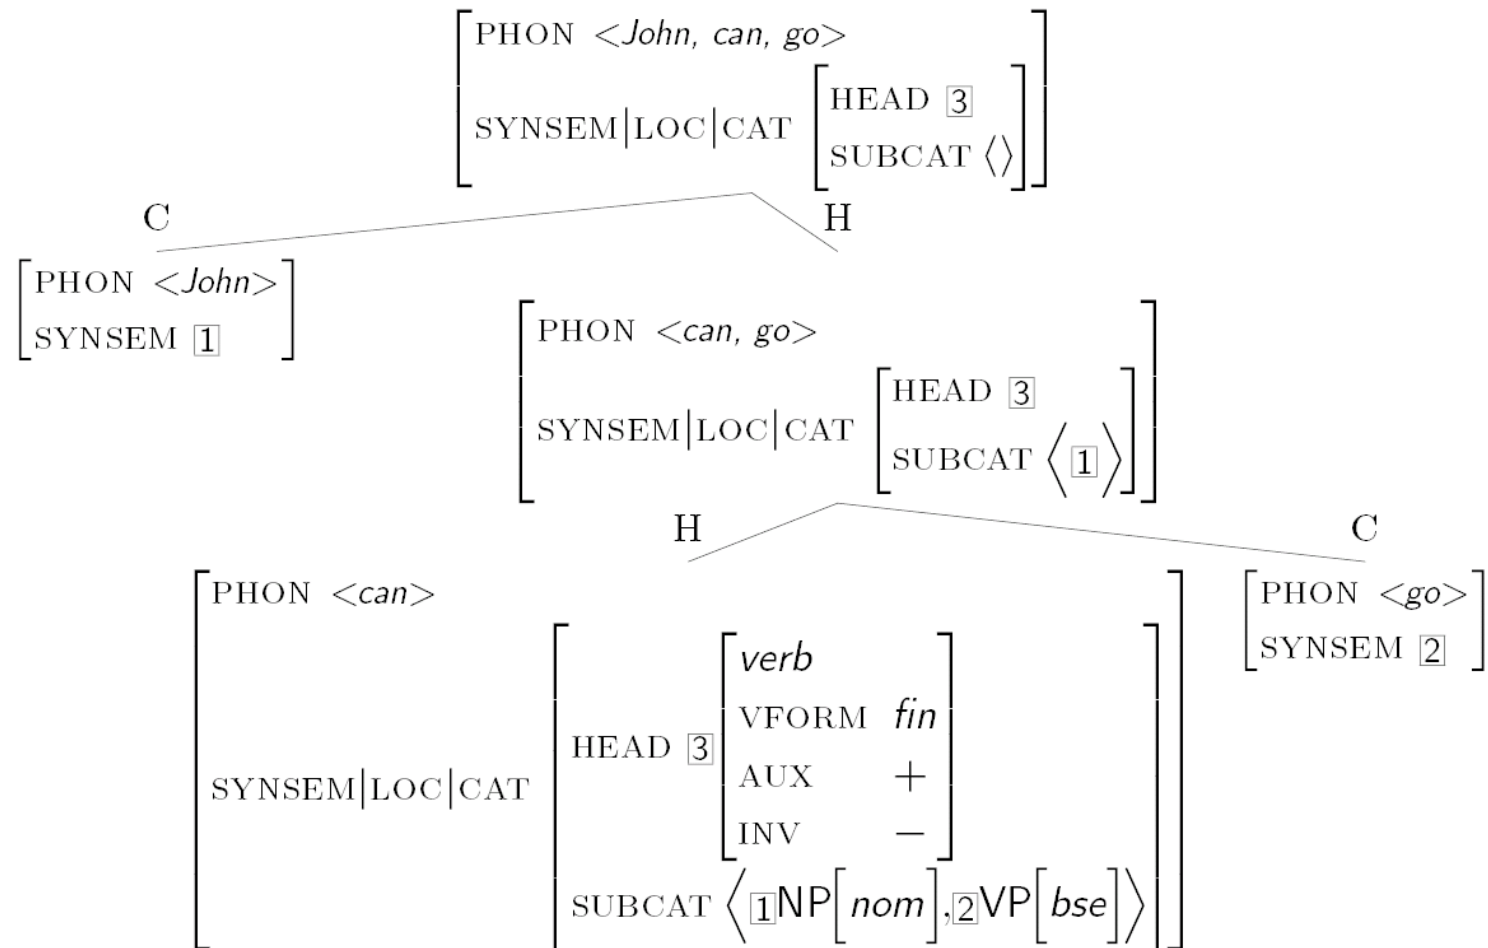 PHON <John, can, go>
HEAD 3
SYNSEM|LOC|CAT
SUBCAT ⟨⟩
C
H
PHON <John>
SYNSEM 1
PHON <can, go>
HEAD 3
SYNSEM|LOC|CAT
SUBCAT ⟨1⟩
H
C
PHON <can>
PHON <go>
SYNSEM 2
verb
VFORM fin
HEAD 3
AUX +
SYNSEM|LOC|CAT
INV −
SUBCAT ⟨1NP[nom],2VP[bse]⟩